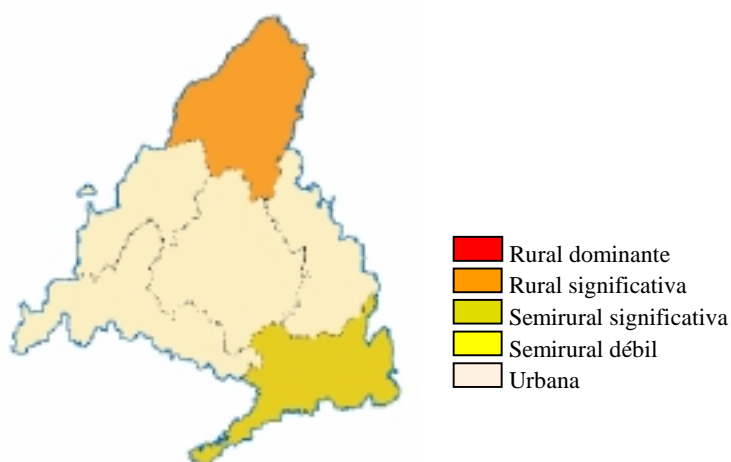 Rural dominante
Rural significativa
Semirural significativa
Semirural débil
Urbana